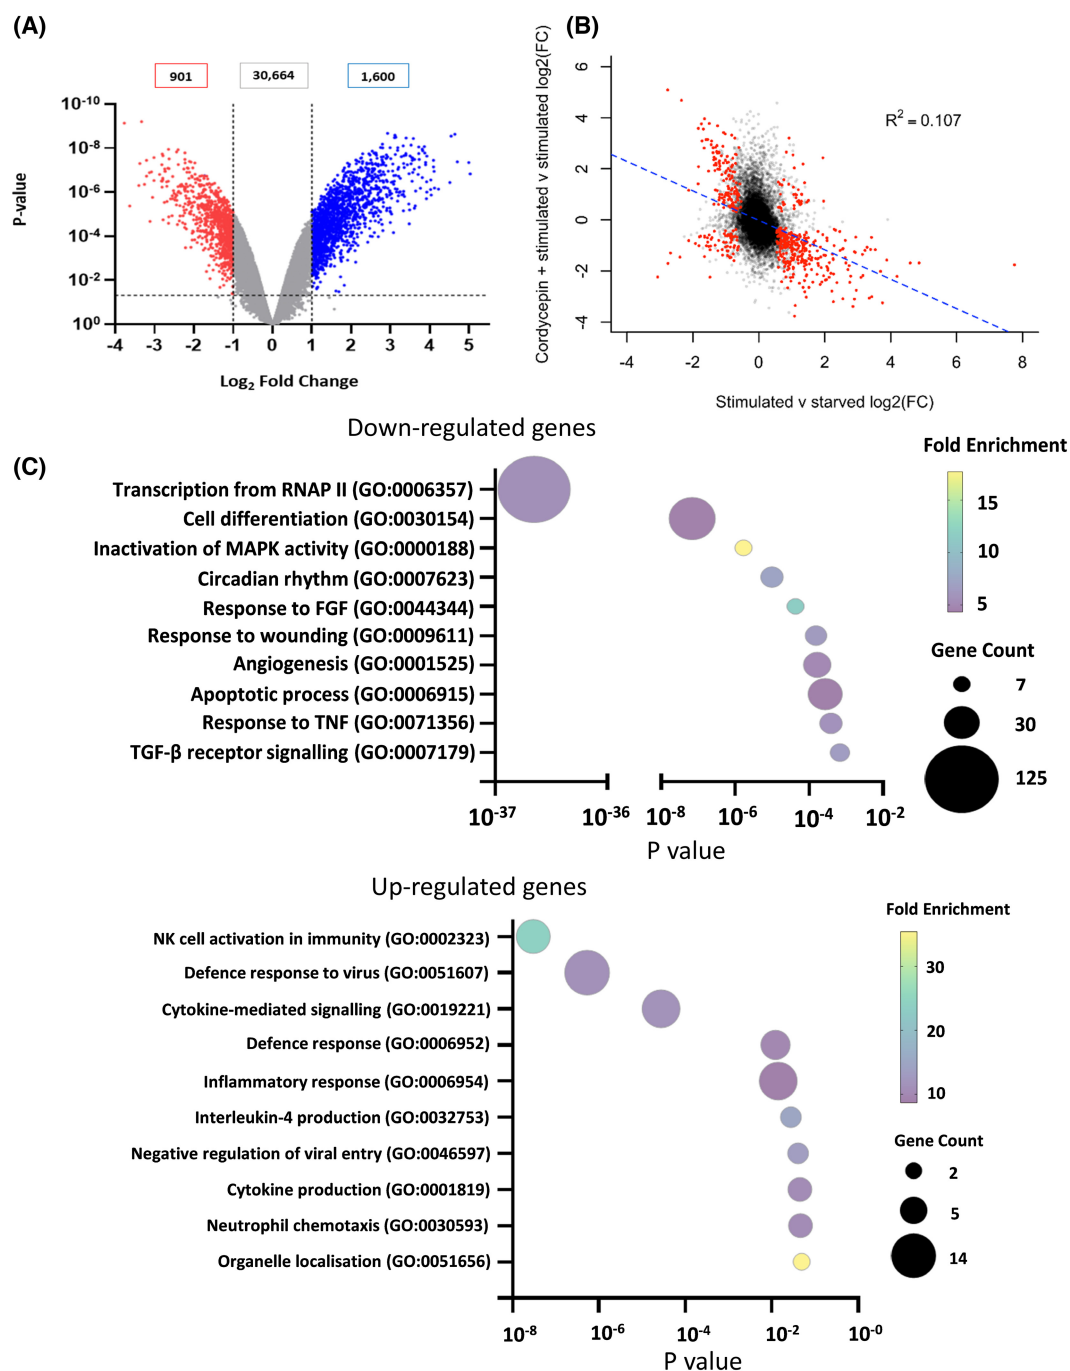 (A)
901
30,664
1,600
P-value
10-10
10-8
10-6
10-4
10-2
10⁰
-4 -3 -2 -1 0 1 2 3 4 5
Log2 Fold Change
(B)
Cordycepin + stimulated v stimulated log2(FC)
6
4
2
0
-2
-4
R2 = 0.107
-4 -2 0 2 4 6 8
Stimulated v starved log2(FC)
(C)
Down-regulated genes
Transcription from RNAP II (GO:0006357)
Cell differentiation (GO:0030154)
Inactivation of MAPK activity (GO:0000188)
Circadian rhythm (GO:0007623)
Response to FGF (GO:0044344)
Response to wounding (GO:0009611)
Angiogenesis (GO:0001525)
Apoptotic process (GO:0006915)
Response to TNF (GO:0071356)
TGF-β receptor signalling (GO:0007179)
10-37 10-36 10-8 10-6 10-4 10-2
P value
Fold Enrichment
15
10
5
Gene Count
7
30
125
Up-regulated genes
NK cell activation in immunity (GO:0002323)
Defence response to virus (GO:0051607)
Cytokine-mediated signalling (GO:0019221)
Defence response (GO:0006952)
Inflammatory response (GO:0006954)
Interleukin-4 production (GO:0032753)
Negative regulation of viral entry (GO:0046597)
Cytokine production (GO:0001819)
Neutrophil chemotaxis (GO:0030593)
Organelle localisation (GO:0051656)
10-8 10-6 10-4 10-2 10-0
P value
Fold Enrichment
30
20
10
Gene Count
2
5
14